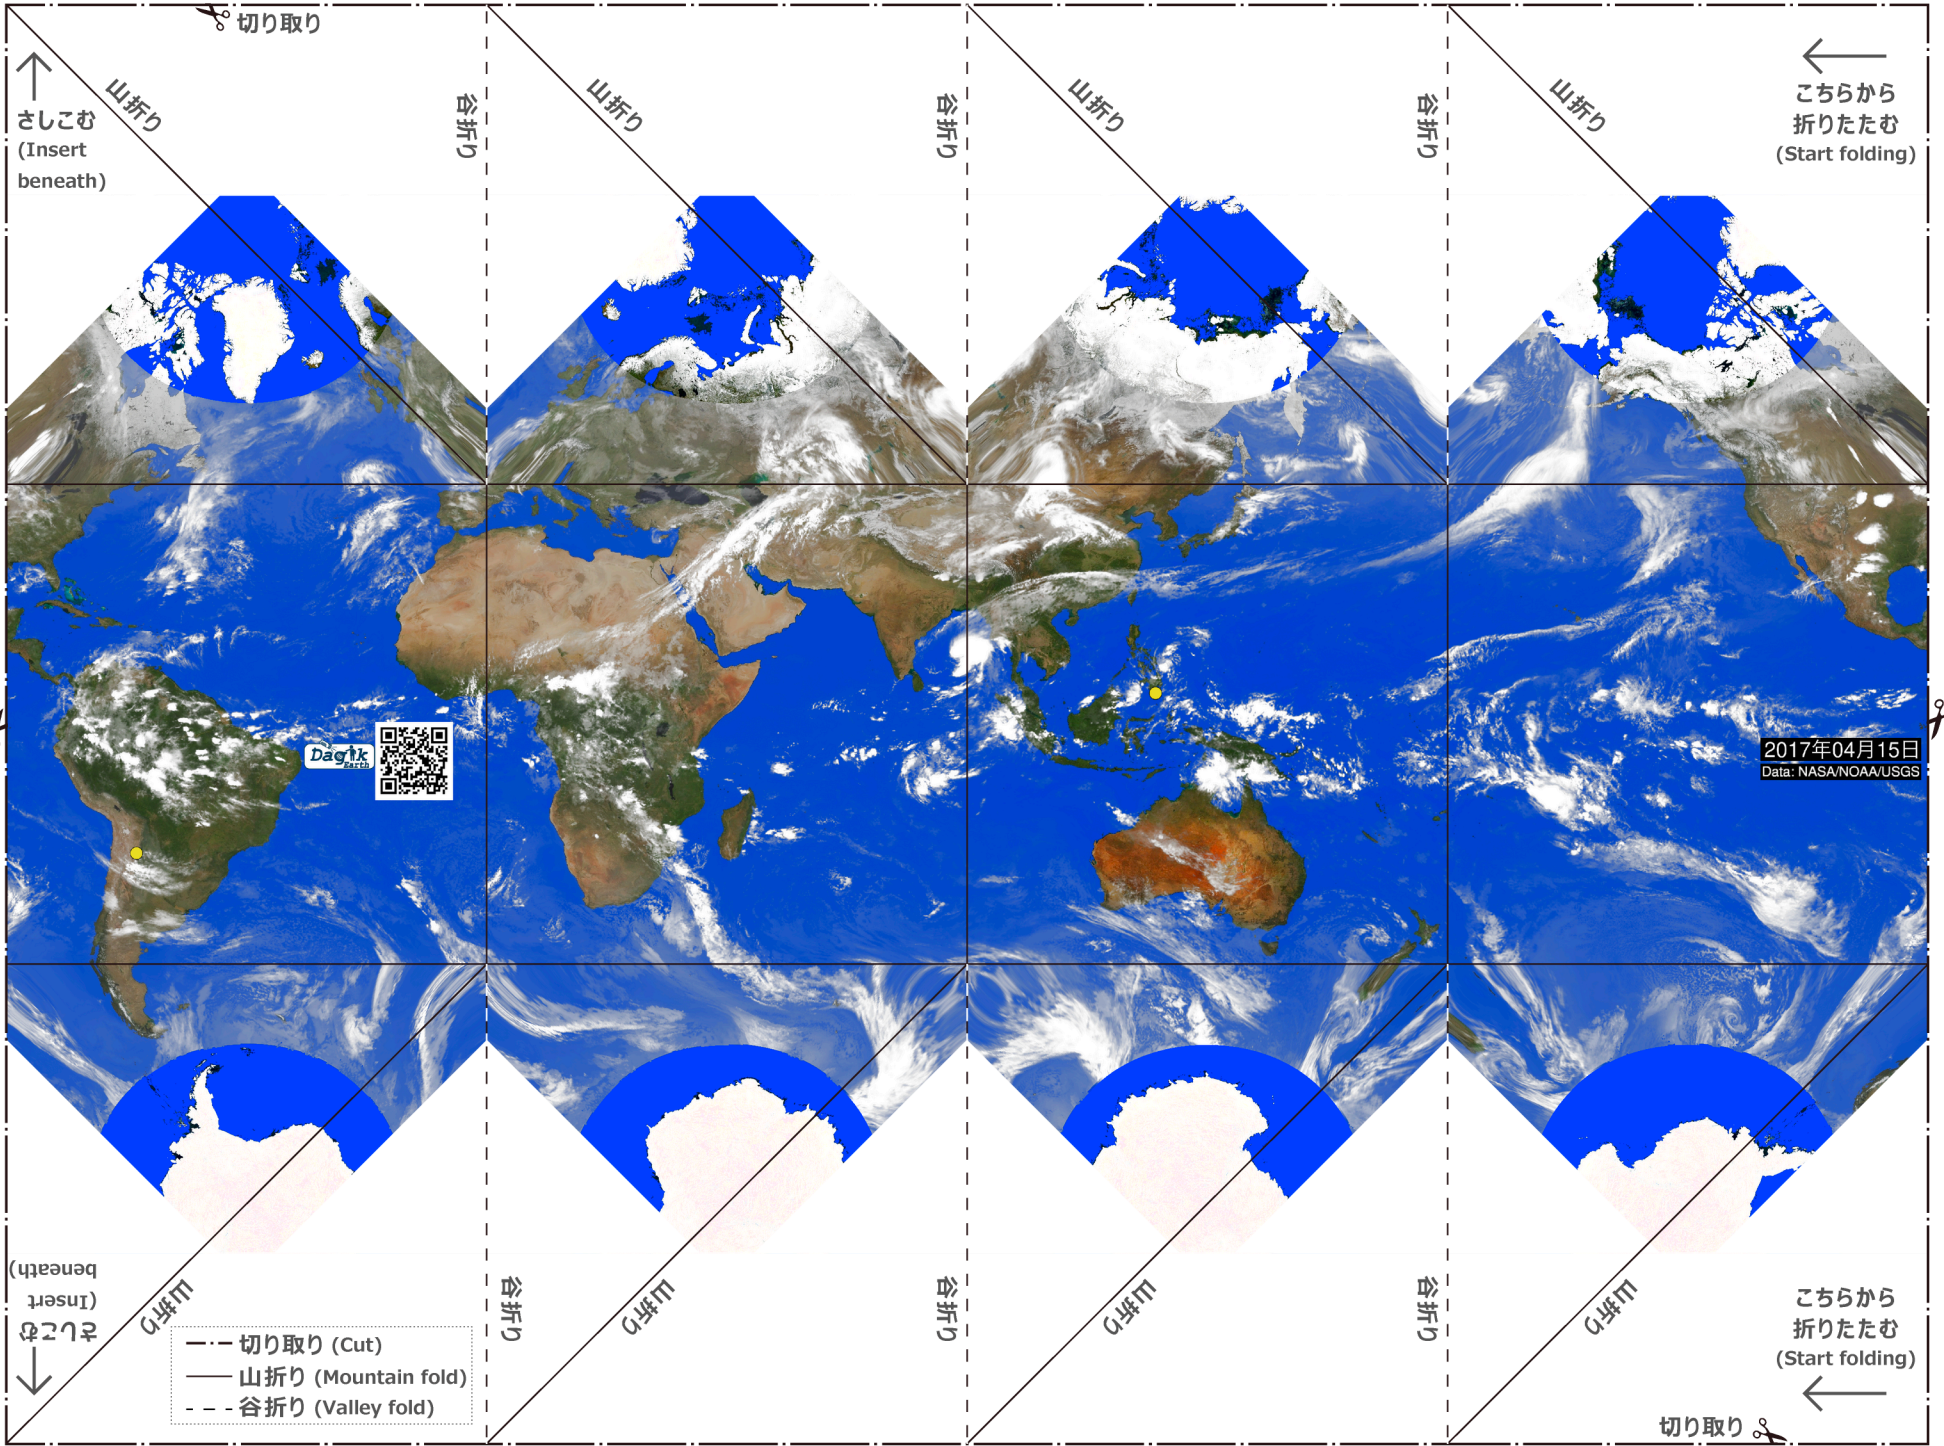 切り取り
山折り
谷折り
山折り
谷折り
山折り
谷折り
山折り
さしこむ
(Insert
beneath)
こちらから
折りたたむ
(Start folding)
Dagik
Earth
2017年04月15日
Data: NASA/NOAA/USGS
さしこむ
(Insert
beneath)
山折り
谷折り
山折り
谷折り
山折り
谷折り
山折り
こちらから
折りたたむ
(Start folding)
切り取り (Cut)
山折り (Mountain fold)
谷折り (Valley fold)
切り取り